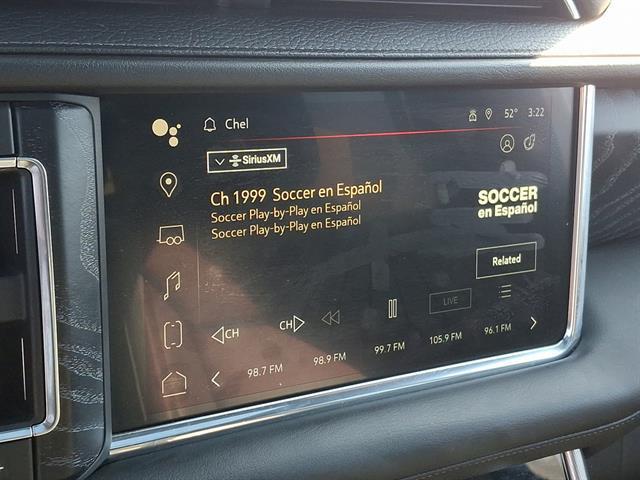 Chel
52° 3:22
SiriusXM
Ch 1999 Soccer en Español
Soccer Play-by-Play en Español
Soccer Play-by-Play en Español
SOCCER
en Español
Related
LIVE
CH
CH
98.7 FM
98.9 FM
99.7 FM
105.9 FM
96.1 FM